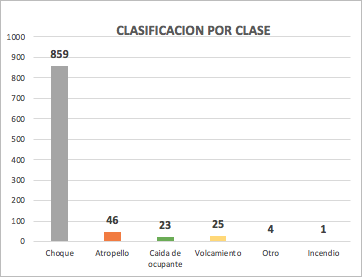 CLASIFICACION POR CLASE
1000
900
800
700
600
500
400
300
200
100
0
859
46
23
25
4
1
Choque
Atropello
Caida de
ocupante
Volcamiento
Otro
Incendio